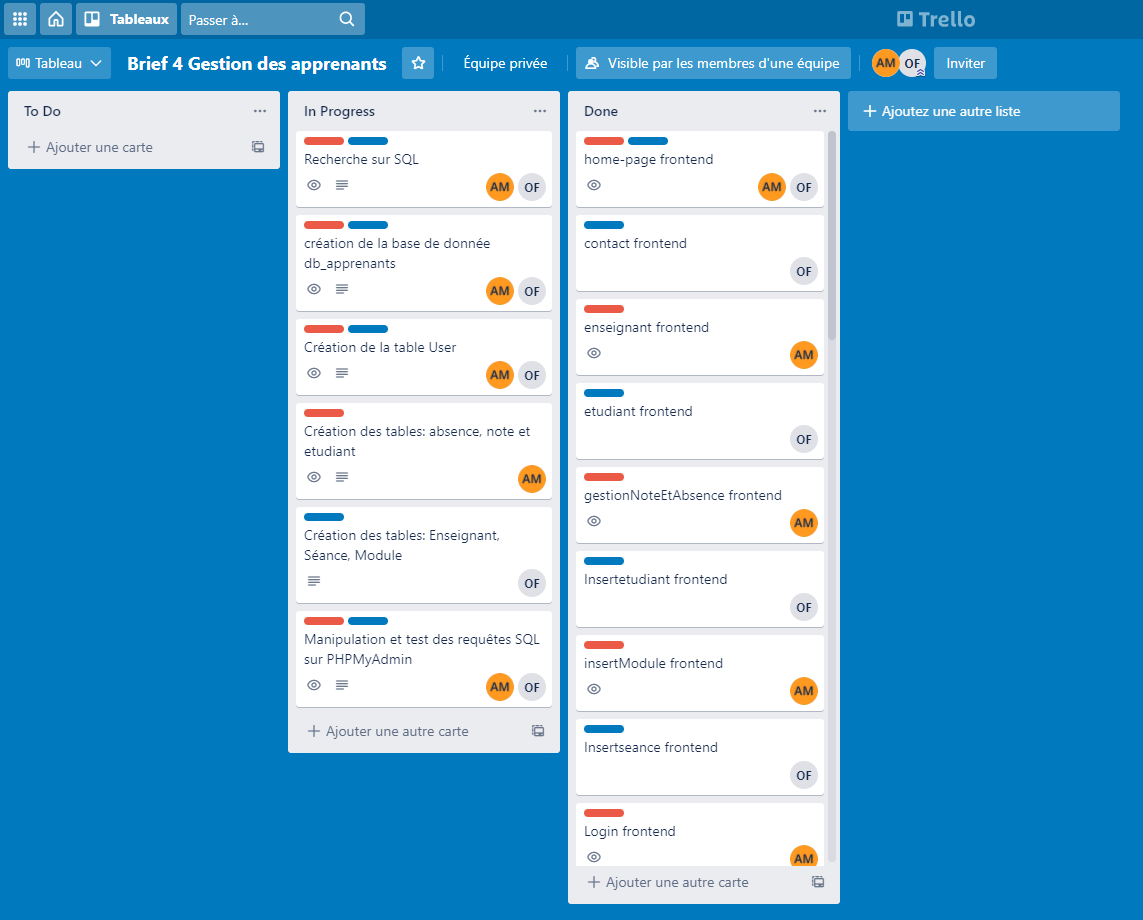 Tableaux
Passer à...
Trello
Tableau
Brief 4 Gestion des apprenants
Équipe privée
Visible par les membres d'une équipe
AM OF
Inviter
To Do
Ajouter une carte
In Progress
Recherche sur SQL
AM OF
création de la base de donnée
db_apprenants
AM OF
Création de la table User
AM OF
Création des tables: absence, note et
etudiant
AM
Création des tables: Enseignant,
Séance, Module
OF
Manipulation et test des requêtes SQL
sur PHPMyAdmin
AM OF
Ajouter une autre carte
Done
home-page frontend
AM OF
contact frontend
OF
enseignant frontend
AM
etudiant frontend
OF
gestionNoteEtAbsence frontend
AM
Insertetudiant frontend
OF
insertModule frontend
AM
Insertseance frontend
OF
Login frontend
AM
Ajouter une autre carte
Ajoutez une autre liste